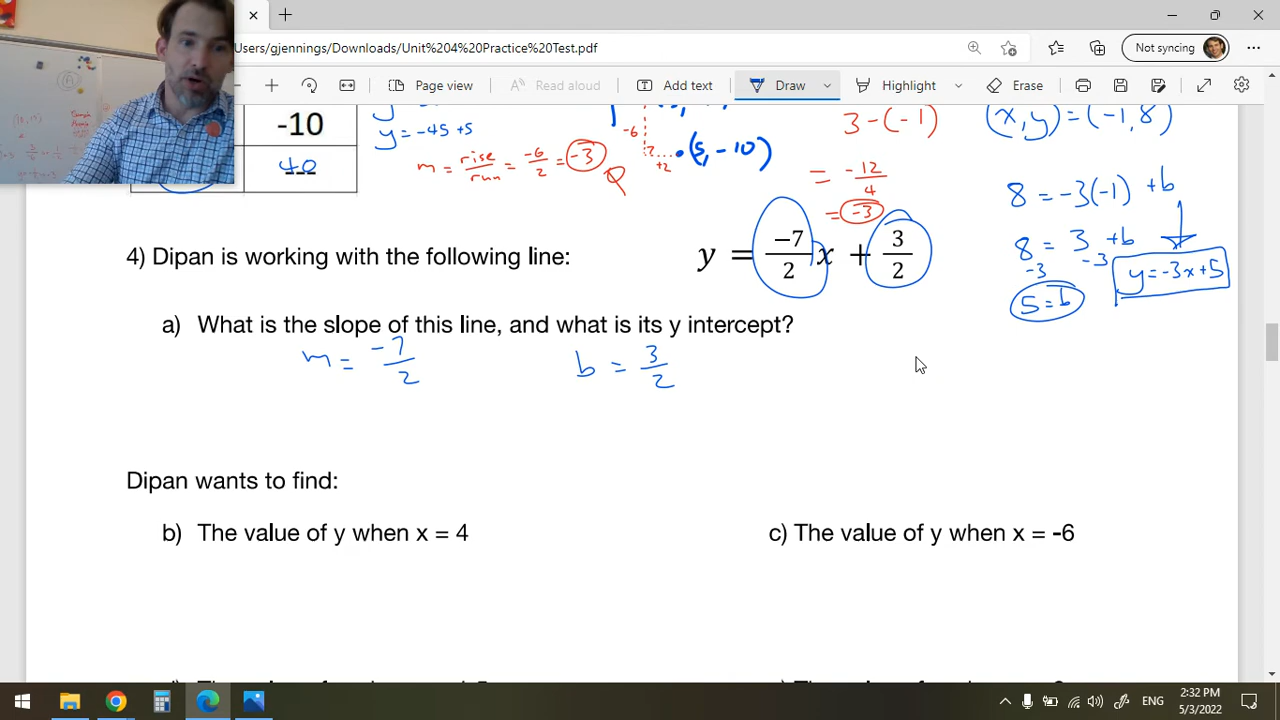 Users/gjennings/Downloads/Unit%204%20Practice%20Test.pdf
Not syncing
Page view
Read aloud
Add text
Draw
Highlight
Erase
-10
40
y = -45 +5
m = rise/run = -6/2 = -3
-6
+2
(5, -10)
3-(-1)
= -12/4
= -3
(x,y) = (-1,8)
8 = -3(-1) +b
8 = 3 +b
-3 -3
5 = b
y = -3x+5
4) Dipan is working with the following line:
y = -7/2 x + 3/2
a) What is the slope of this line, and what is its y intercept?
m = -7/2
b = 3/2
Dipan wants to find:
b) The value of y when x = 4
c) The value of y when x = -6
ENG
2:32 PM
5/3/2022